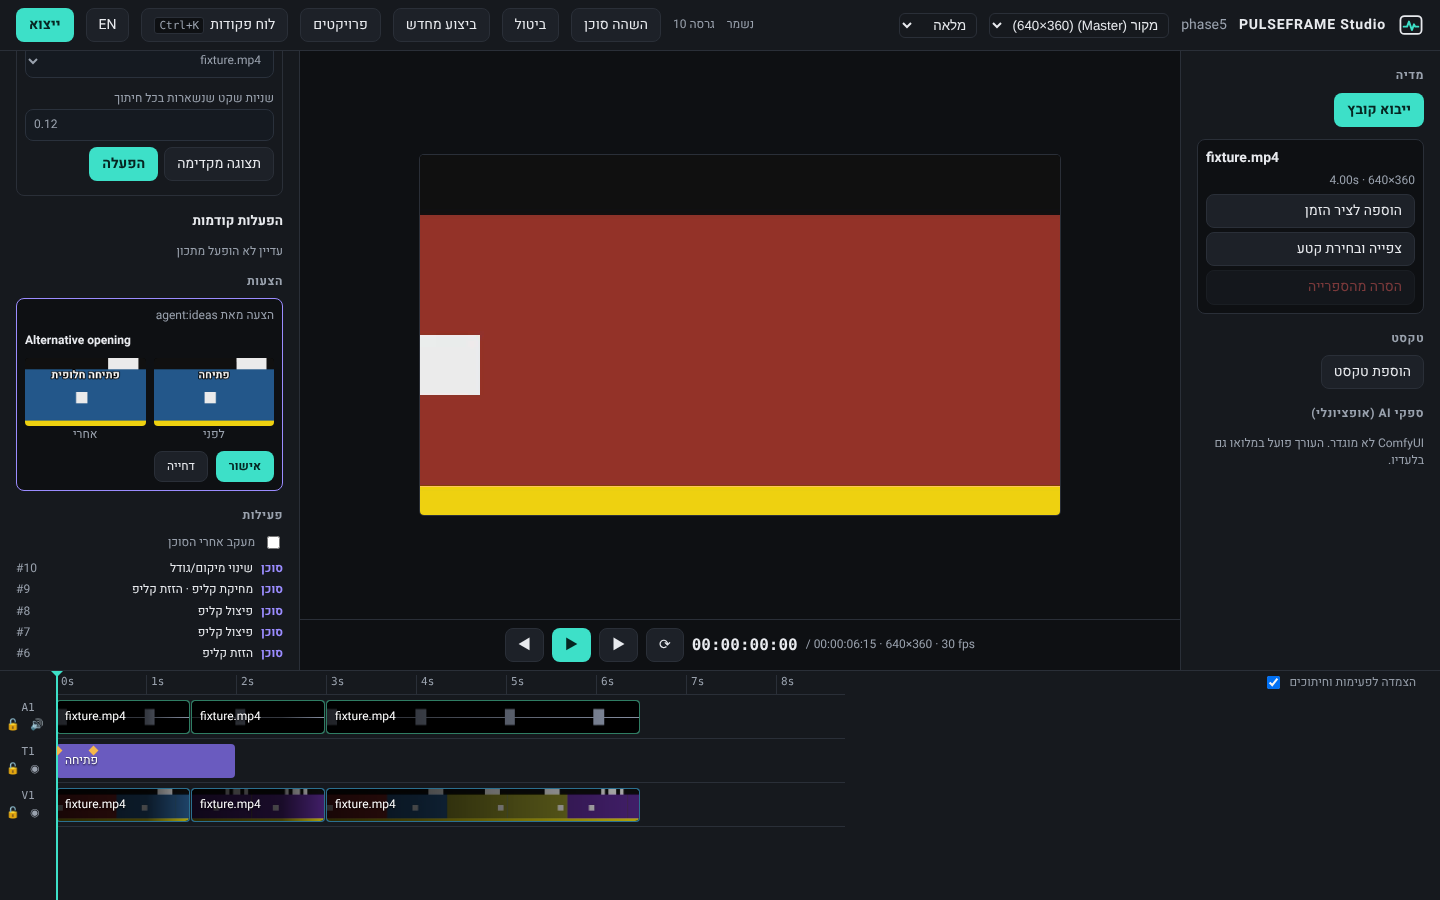 PULSEFRAME Studio
phase5
מקור (Master) (640×360)
מלאה
נשמר גרסה 10
השהה סוכן
ביטול
ביצוע מחדש
פרויקטים
לוח פקודות Ctrl+K
EN
ייצוא
מדיה
ייבוא קובץ
fixture.mp4
4.00s · 640×360
הוספה לציר הזמן
צפייה ובחירת קטע
הסרה מהספרייה
טקסט
הוספת טקסט
ספקי AI (אופציונלי)
ComfyUI לא מוגדר. העורך פועל במלואו גם
בלעדיו.
fixture.mp4
שניות שקט שנשארות בכל חיתוך
0.12
תצוגה מקדימה
הפעלה
הפעלות קודמות
עדיין לא הופעל מתכון
הצעות
הצעה מאת agent:ideas
Alternative opening
פתיחה
פתיחה חלופית
לפני
אחרי
אישור
דחייה
פעילות
מעקב אחרי הסוכן
סוכן שינוי מיקום/גודל #10
סוכן מחיקת קליפ · הזזת קליפ #9
סוכן פיצול קליפ #8
סוכן פיצול קליפ #7
סוכן הזזת קליפ #6
00:00:00:00 / 00:00:06:15 · 640×360 · 30 fps
הצמדה לפעימות וחיתוכים
0s 1s 2s 3s 4s 5s 6s 7s 8s
A1
fixture.mp4 fixture.mp4 fixture.mp4
T1
פתיחה
V1
fixture.mp4 fixture.mp4 fixture.mp4